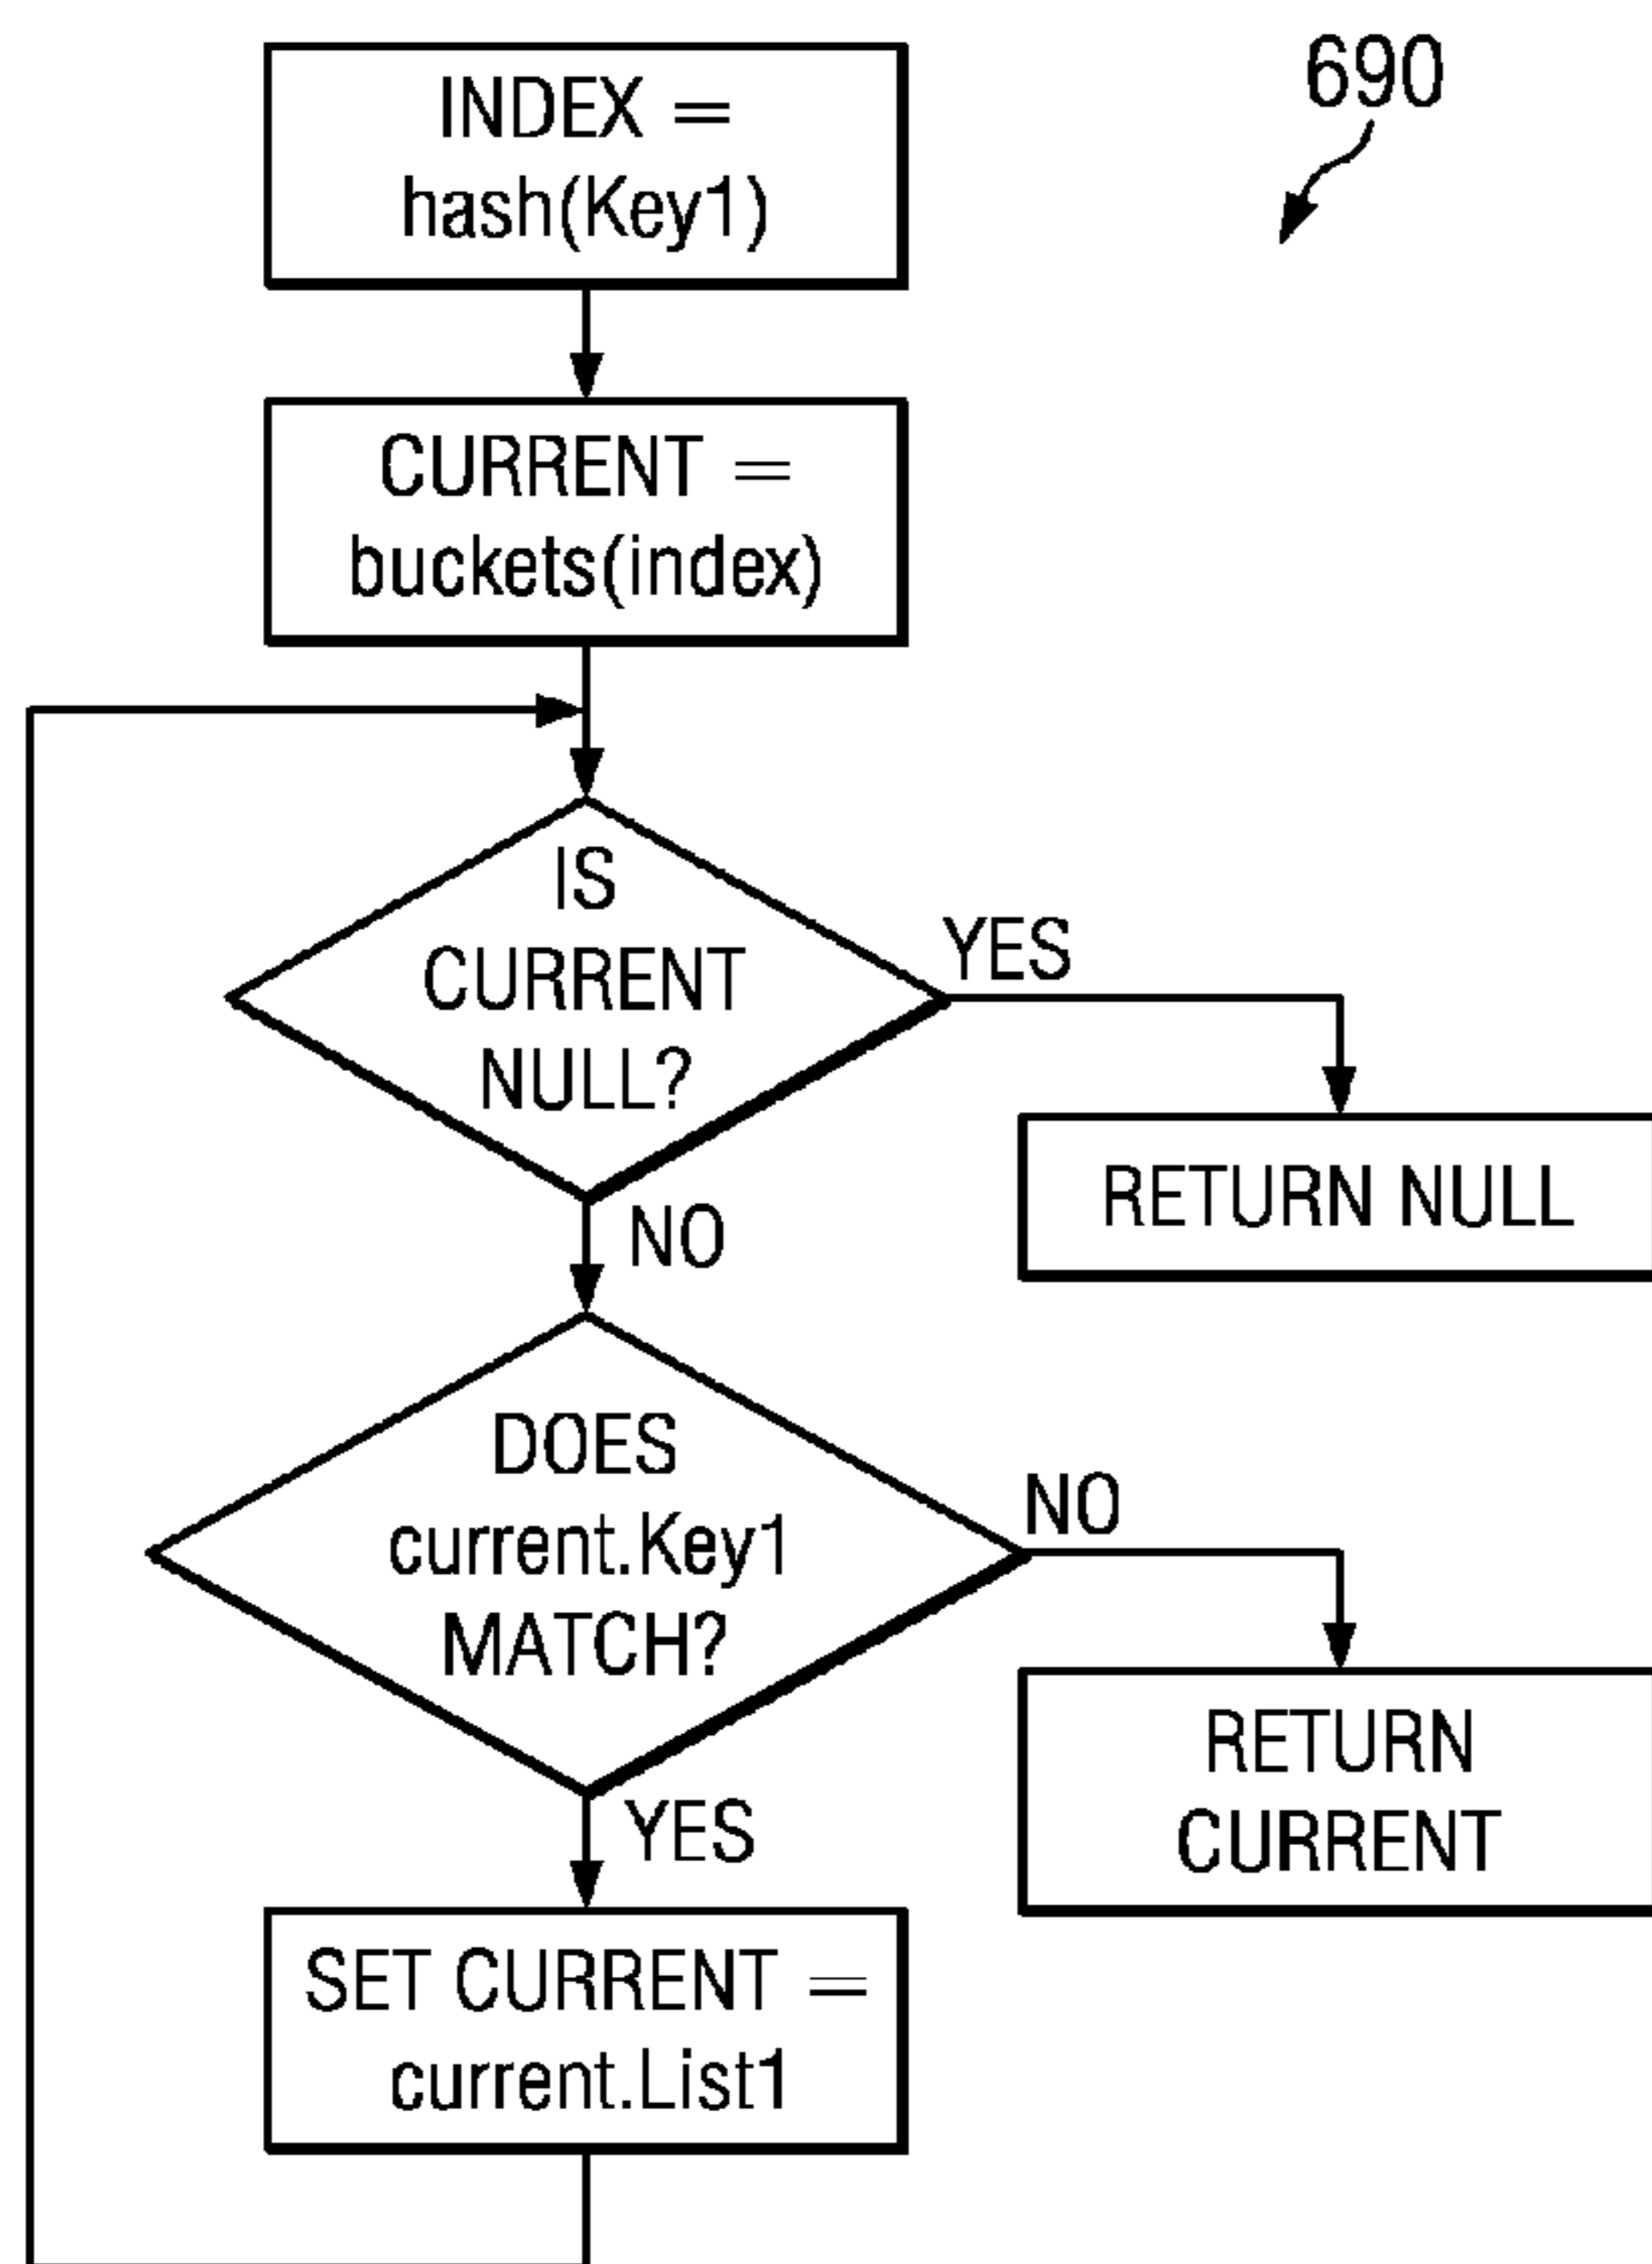 690
INDEX =
hash(Key1)
CURRENT =
buckets(index)
IS
CURRENT
NULL?
YES
RETURN NULL
NO
DOES
current.Key1
MATCH?
NO
RETURN
CURRENT
YES
SET CURRENT =
current.List1